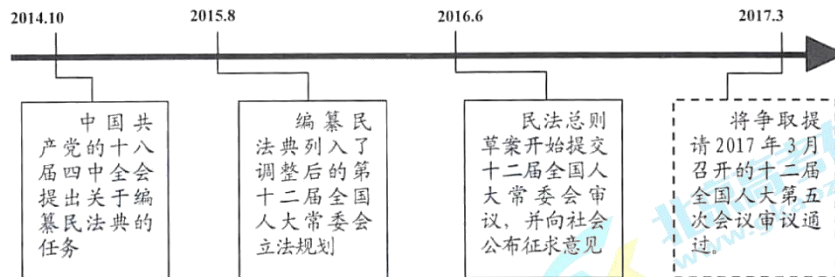 2014.10
2015.8
2016.6
2017.3
中国共
产党的十八
届四中全会
提出关于编
纂民法典的
任务
编纂民
法典列入了
调整后的第
十二届全国
人大常委会
立法规划
民法总则
草案开始提交
十二届全国人
大常委会审
议，并向社会
公布征求意见
将争取提
请2017年3月
召开的十二届
全国人大第五
次会议审议通
过。